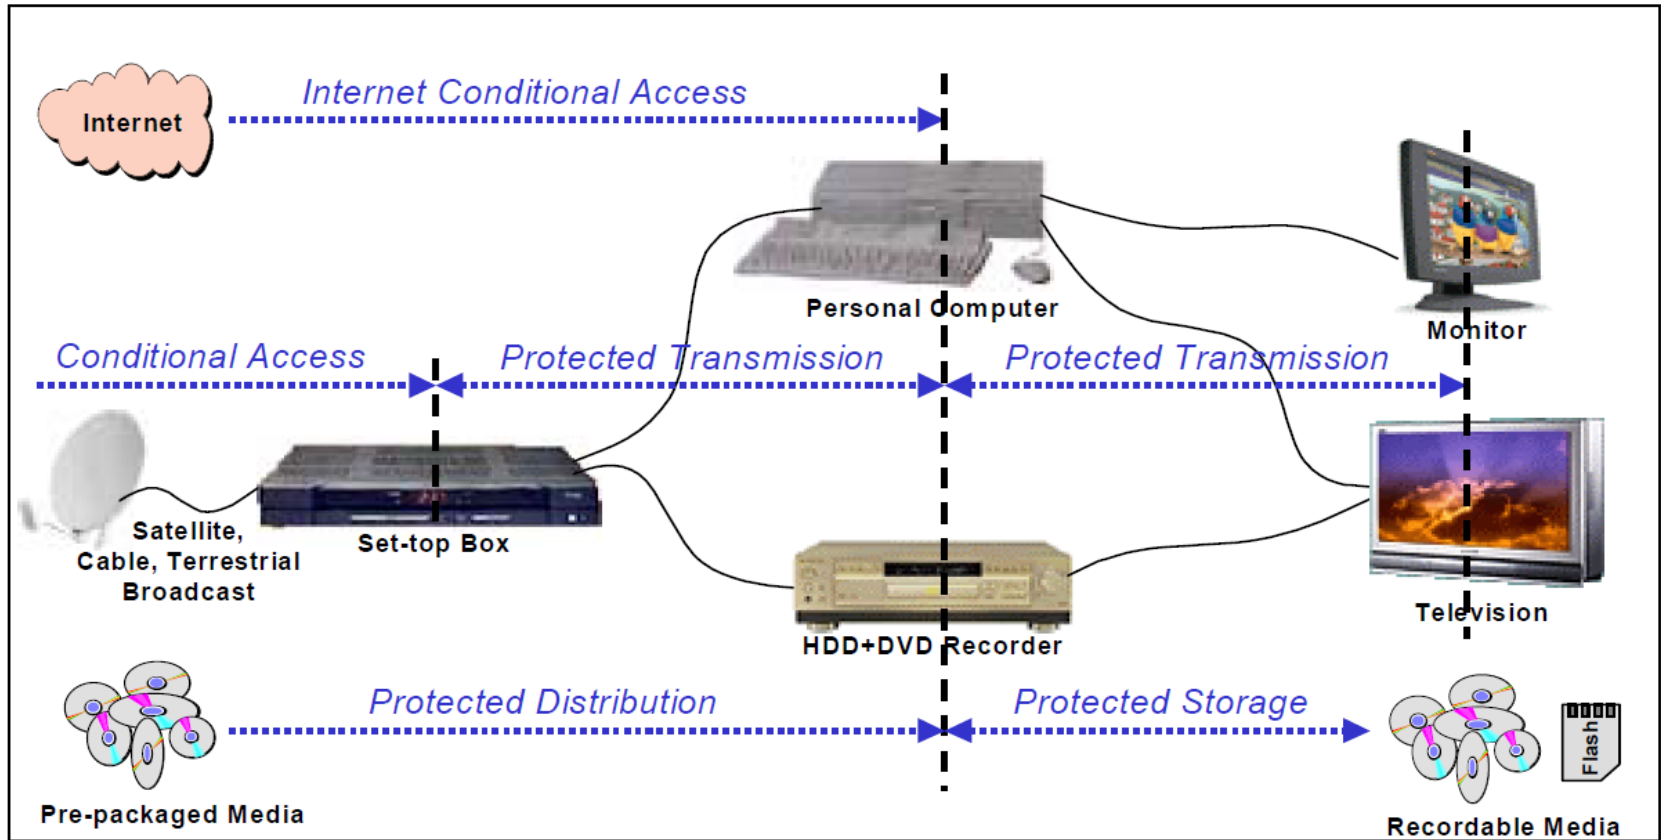 Internet Conditional Access
Internet
Personal Computer
Monitor
Conditional Access
Protected Transmission
Protected Transmission
Satellite,
Cable, Terrestrial
Broadcast
Set-top Box
HDD+DVD Recorder
Television
Protected Distribution
Protected Storage
Flash
Pre-packaged Media
Recordable Media